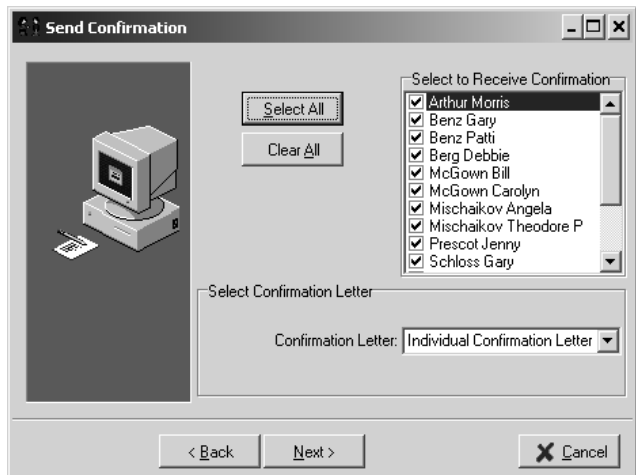 Send Confirmation
Select All
Clear All
Select to Receive Confirmation
Arthur Morris
Benz Gary
Benz Patti
Berg Debbie
McGown Bill
McGown Carolyn
Mischaikov Angela
Mischaikov Theodore P
Prescot Jenny
Schloss Gary
Select Confirmation Letter
Confirmation Letter: Individual Confirmation Letter
< Back
Next >
Cancel